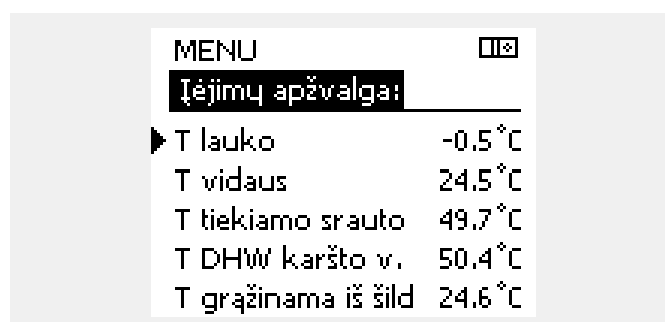 MENU
Įėjimų apžvalga:
T lauko -0.5°C
T vidaus 24.5°C
T tiekiamo srauto 49.7°C
T DHW karšto v. 50.4°C
T grąžinama iš šild 24.6°C